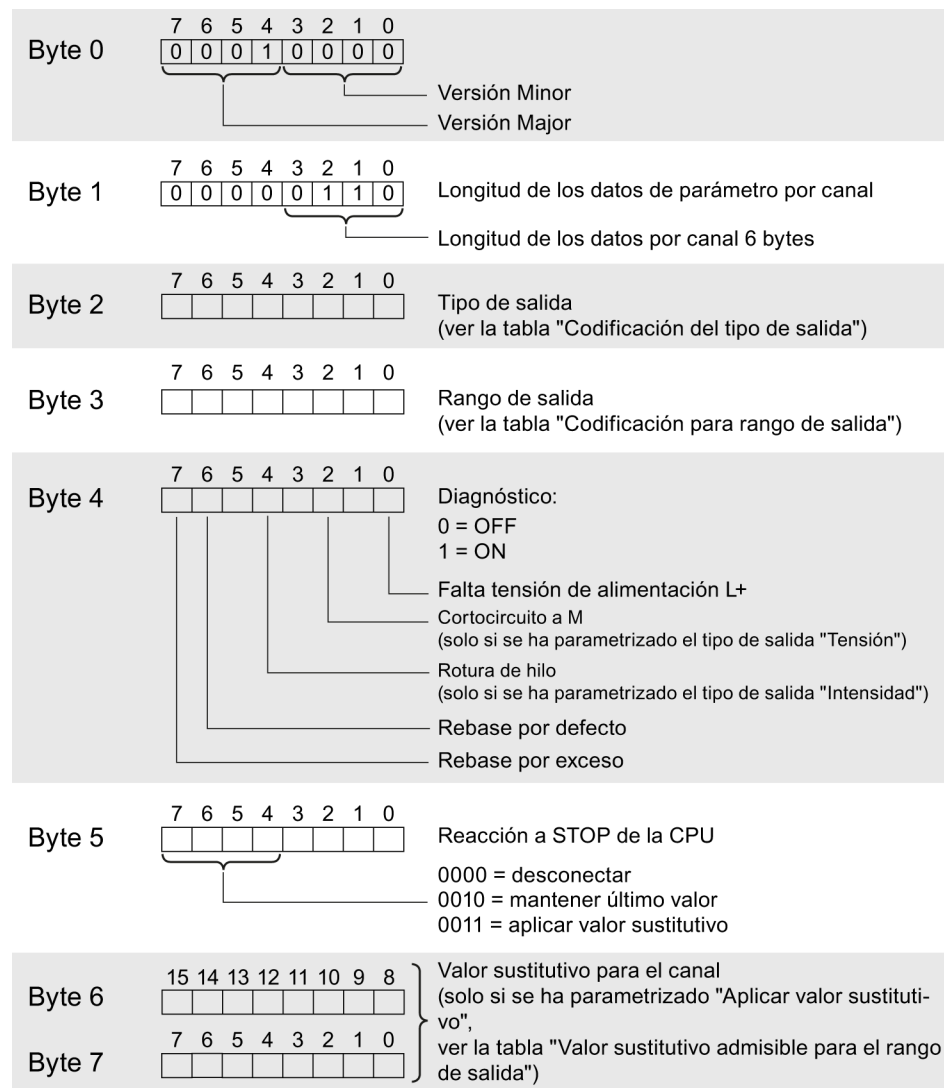 7 6 5 4 3 2 1 0
Byte 0 0 0 0 1 0 0 0 0
Versión Minor
Versión Major
7 6 5 4 3 2 1 0
Byte 1 0 0 0 0 0 1 1 0 Longitud de los datos de parámetro por canal
Longitud de los datos por canal 6 bytes
7 6 5 4 3 2 1 0
Byte 2 Tipo de salida
(ver la tabla "Codificación del tipo de salida")
7 6 5 4 3 2 1 0
Byte 3 Rango de salida
(ver la tabla "Codificación para rango de salida")
7 6 5 4 3 2 1 0
Byte 4 Diagnóstico:
0 = OFF
1 = ON
Falta tensión de alimentación L+
Cortocircuito a M
(solo si se ha parametrizado el tipo de salida "Tensión")
Rotura de hilo
(solo si se ha parametrizado el tipo de salida "Intensidad")
Rebase por defecto
Rebase por exceso
7 6 5 4 3 2 1 0
Byte 5 Reacción a STOP de la CPU
0000 = desconectar
0010 = mantener último valor
0011 = aplicar valor sustitutivo
15 14 13 12 11 10 9 8
Byte 6
7 6 5 4 3 2 1 0
Byte 7
Valor sustitutivo para el canal
(solo si se ha parametrizado "Aplicar valor sustituti-
vo",
ver la tabla "Valor sustitutivo admisible para el rango
de salida")